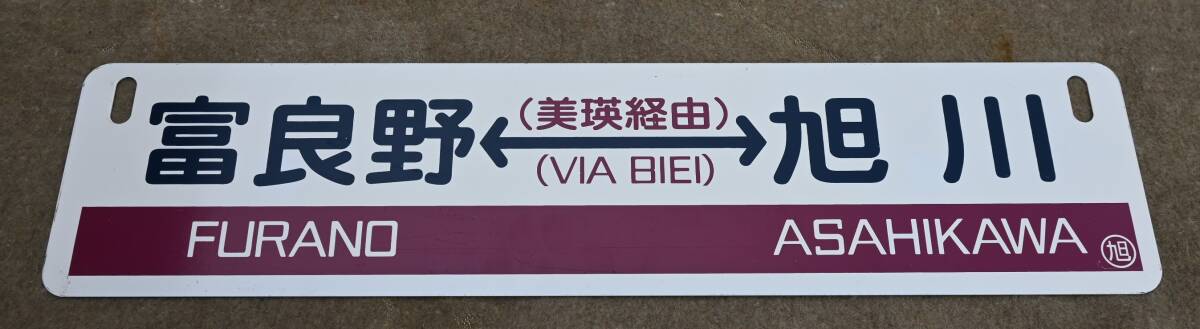 富良野 ←→ 旭川
(美瑛経由)
(VIA BIEI)
FURANO ASAHIKAWA 旭